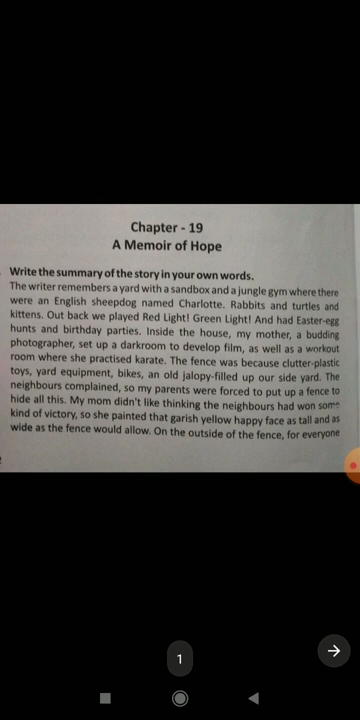 Chapter - 19
A Memoir of Hope
Write the summary of the story in your own words.
The writer remembers a yard with a sandbox and a jungle gym where there
were an English sheepdog named Charlotte. Rabbits and turtles and
kittens. Out back we played Red Light! Green Light! And had Easter-egg
hunts and birthday parties. Inside the house, my mother, a budding
photographer, set up a darkroom to develop film, as well as a workout
room where she practised karate. The fence was because clutter-plastic
toys, yard equipment, bikes, an old jalopy-filled up our side yard. The
neighbours complained, so my parents were forced to put up a fence to
hide all this. My mom didn't like thinking the neighbours had won some
kind of victory, so she painted that garish yellow happy face as tall and as
wide as the fence would allow. On the outside of the fence, for everyone
1